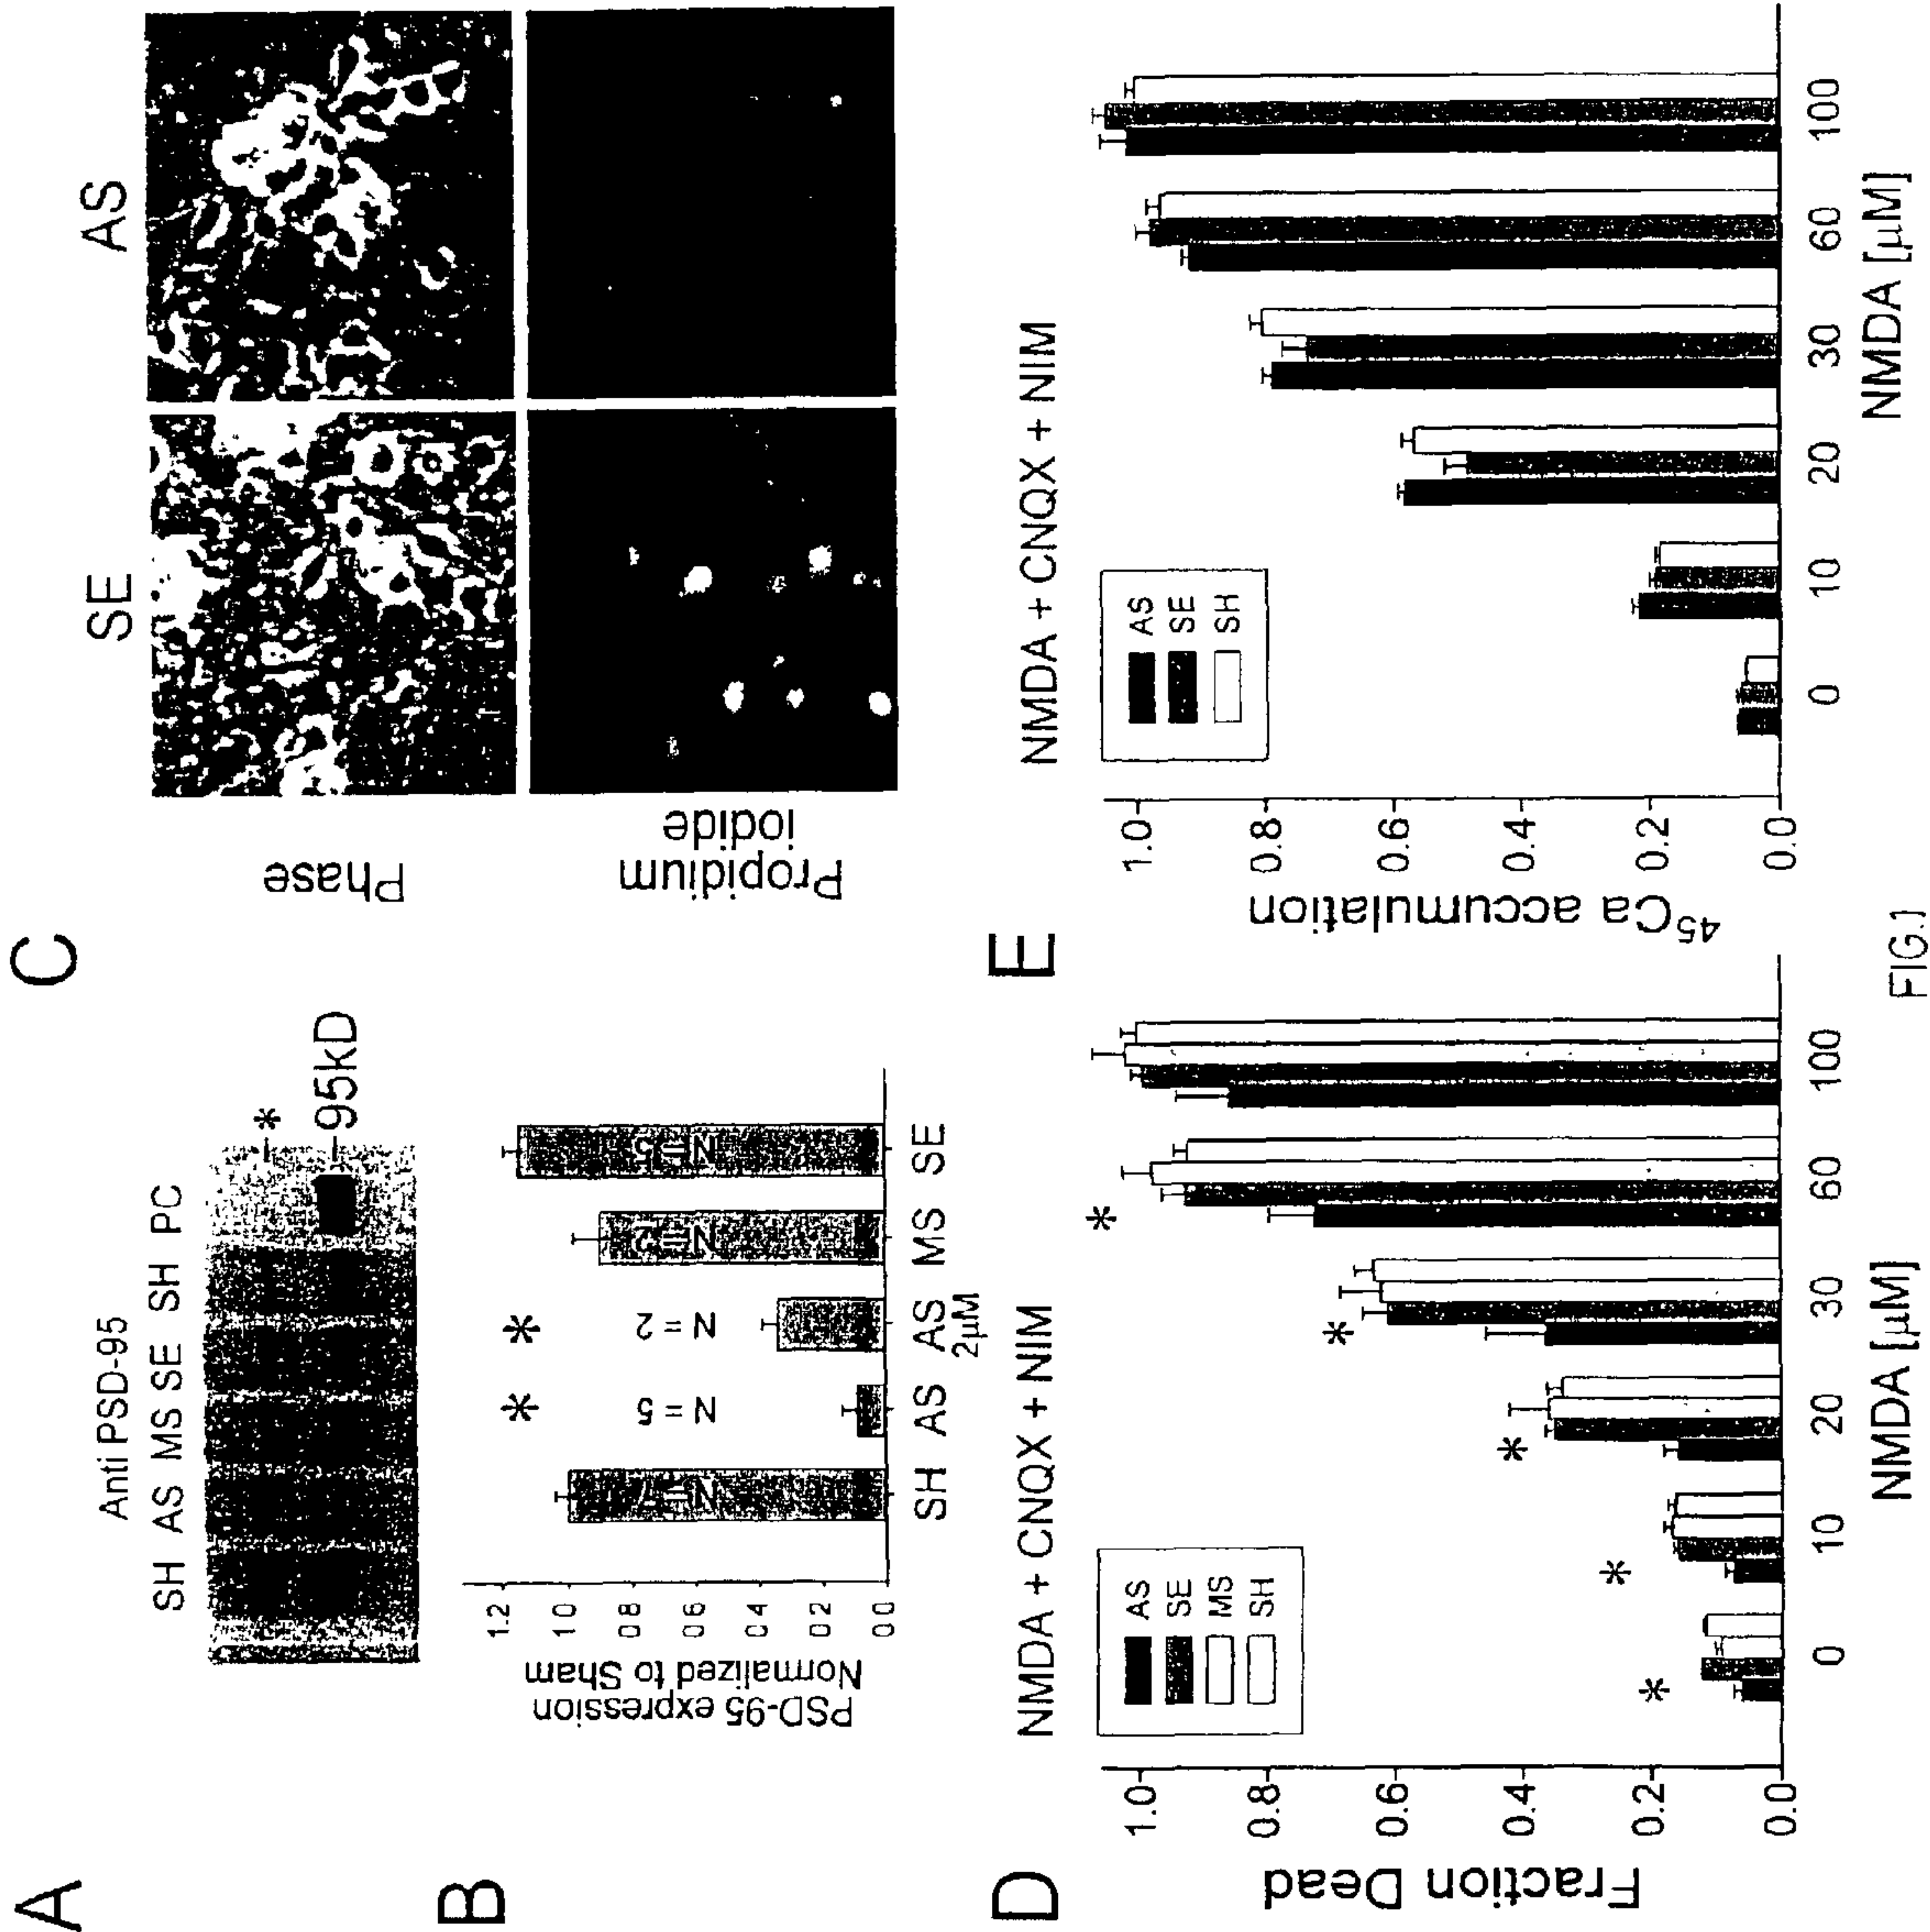 A
Anti PSD-95
SH AS MS SE SH PC
*
95kD
B
PSD-95 expression
Normalized to Sham
1.2
1.0
0.8
0.6
0.4
0.2
0.0
N=7
N = 5
N = 2
N=2
N=5
*
*
SH AS AS MS SE
2µM
C
SE
AS
Phase
Propidium
iodide
D
NMDA + CNQX + NIM
AS
SE
MS
SH
Fraction Dead
1.0
0.8
0.6
0.4
0.2
0.0
*
*
*
*
*
0 10 20 30 60 100
NMDA [µM]
E
NMDA + CNQX + NIM
AS
SE
SH
⁴⁵Ca accumulation
1.0
0.8
0.6
0.4
0.2
0.0
0 10 20 30 60 100
NMDA [µM]
FIG.1